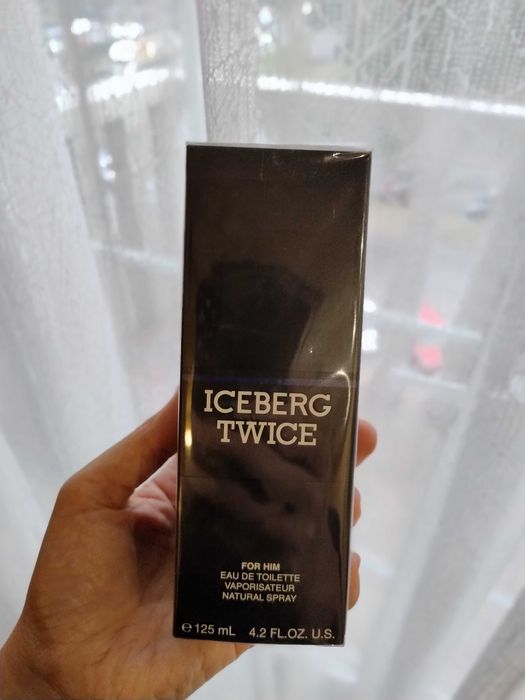 ICEBERG
TWICE
FOR HIM
EAU DE TOILETTE
VAPORISATEUR
NATURAL SPRAY
℮ 125 mL 4.2 FL.OZ. U.S.